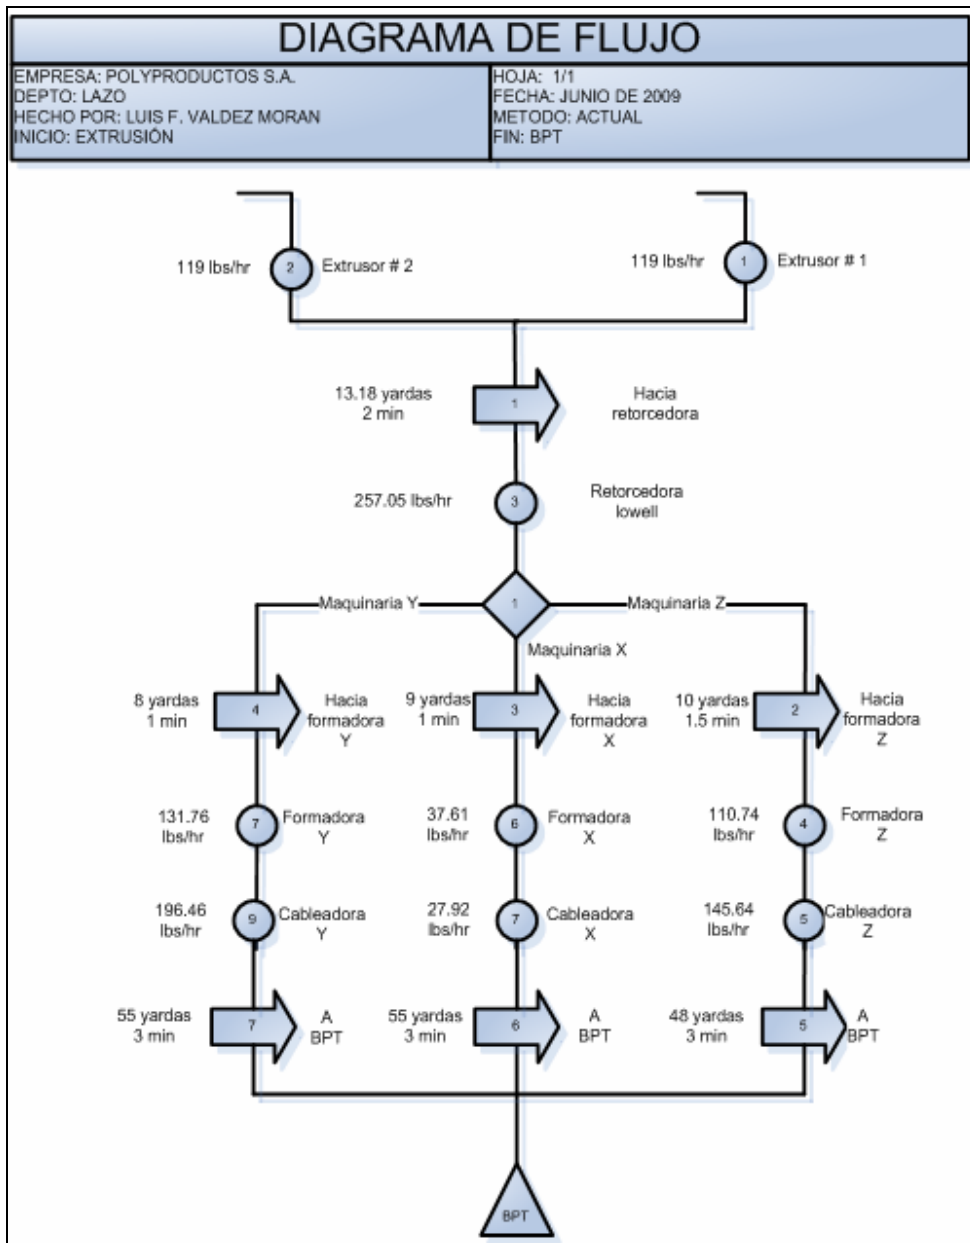 DIAGRAMA DE FLUJO
EMPRESA: POLYPRODUCTOS S.A.
DEPTO: LAZO
HECHO POR: LUIS F. VALDEZ MORAN
INICIO: EXTRUSIÓN
HOJA: 1/1
FECHA: JUNIO DE 2009
METODO: ACTUAL
FIN: BPT
119 lbs/hr
2
Extrusor # 2
119 lbs/hr
1
Extrusor # 1
13.18 yardas
2 min
1
Hacia
retorcedora
257.05 lbs/hr
3
Retorcedora
lowell
Maquinaria Y
1
Maquinaria Z
Maquinaria X
8 yardas
1 min
4
Hacia
formadora
Y
9 yardas
1 min
3
Hacia
formadora
X
10 yardas
1.5 min
2
Hacia
formadora
Z
131.76
lbs/hr
7
Formadora
Y
37.61
lbs/hr
6
Formadora
X
110.74
lbs/hr
4
Formadora
Z
196.46
lbs/hr
9
Cableadora
Y
27.92
lbs/hr
7
Cableadora
X
145.64
lbs/hr
5
Cableadora
Z
55 yardas
3 min
7
A
BPT
55 yardas
3 min
6
A
BPT
48 yardas
3 min
5
A
BPT
BPT